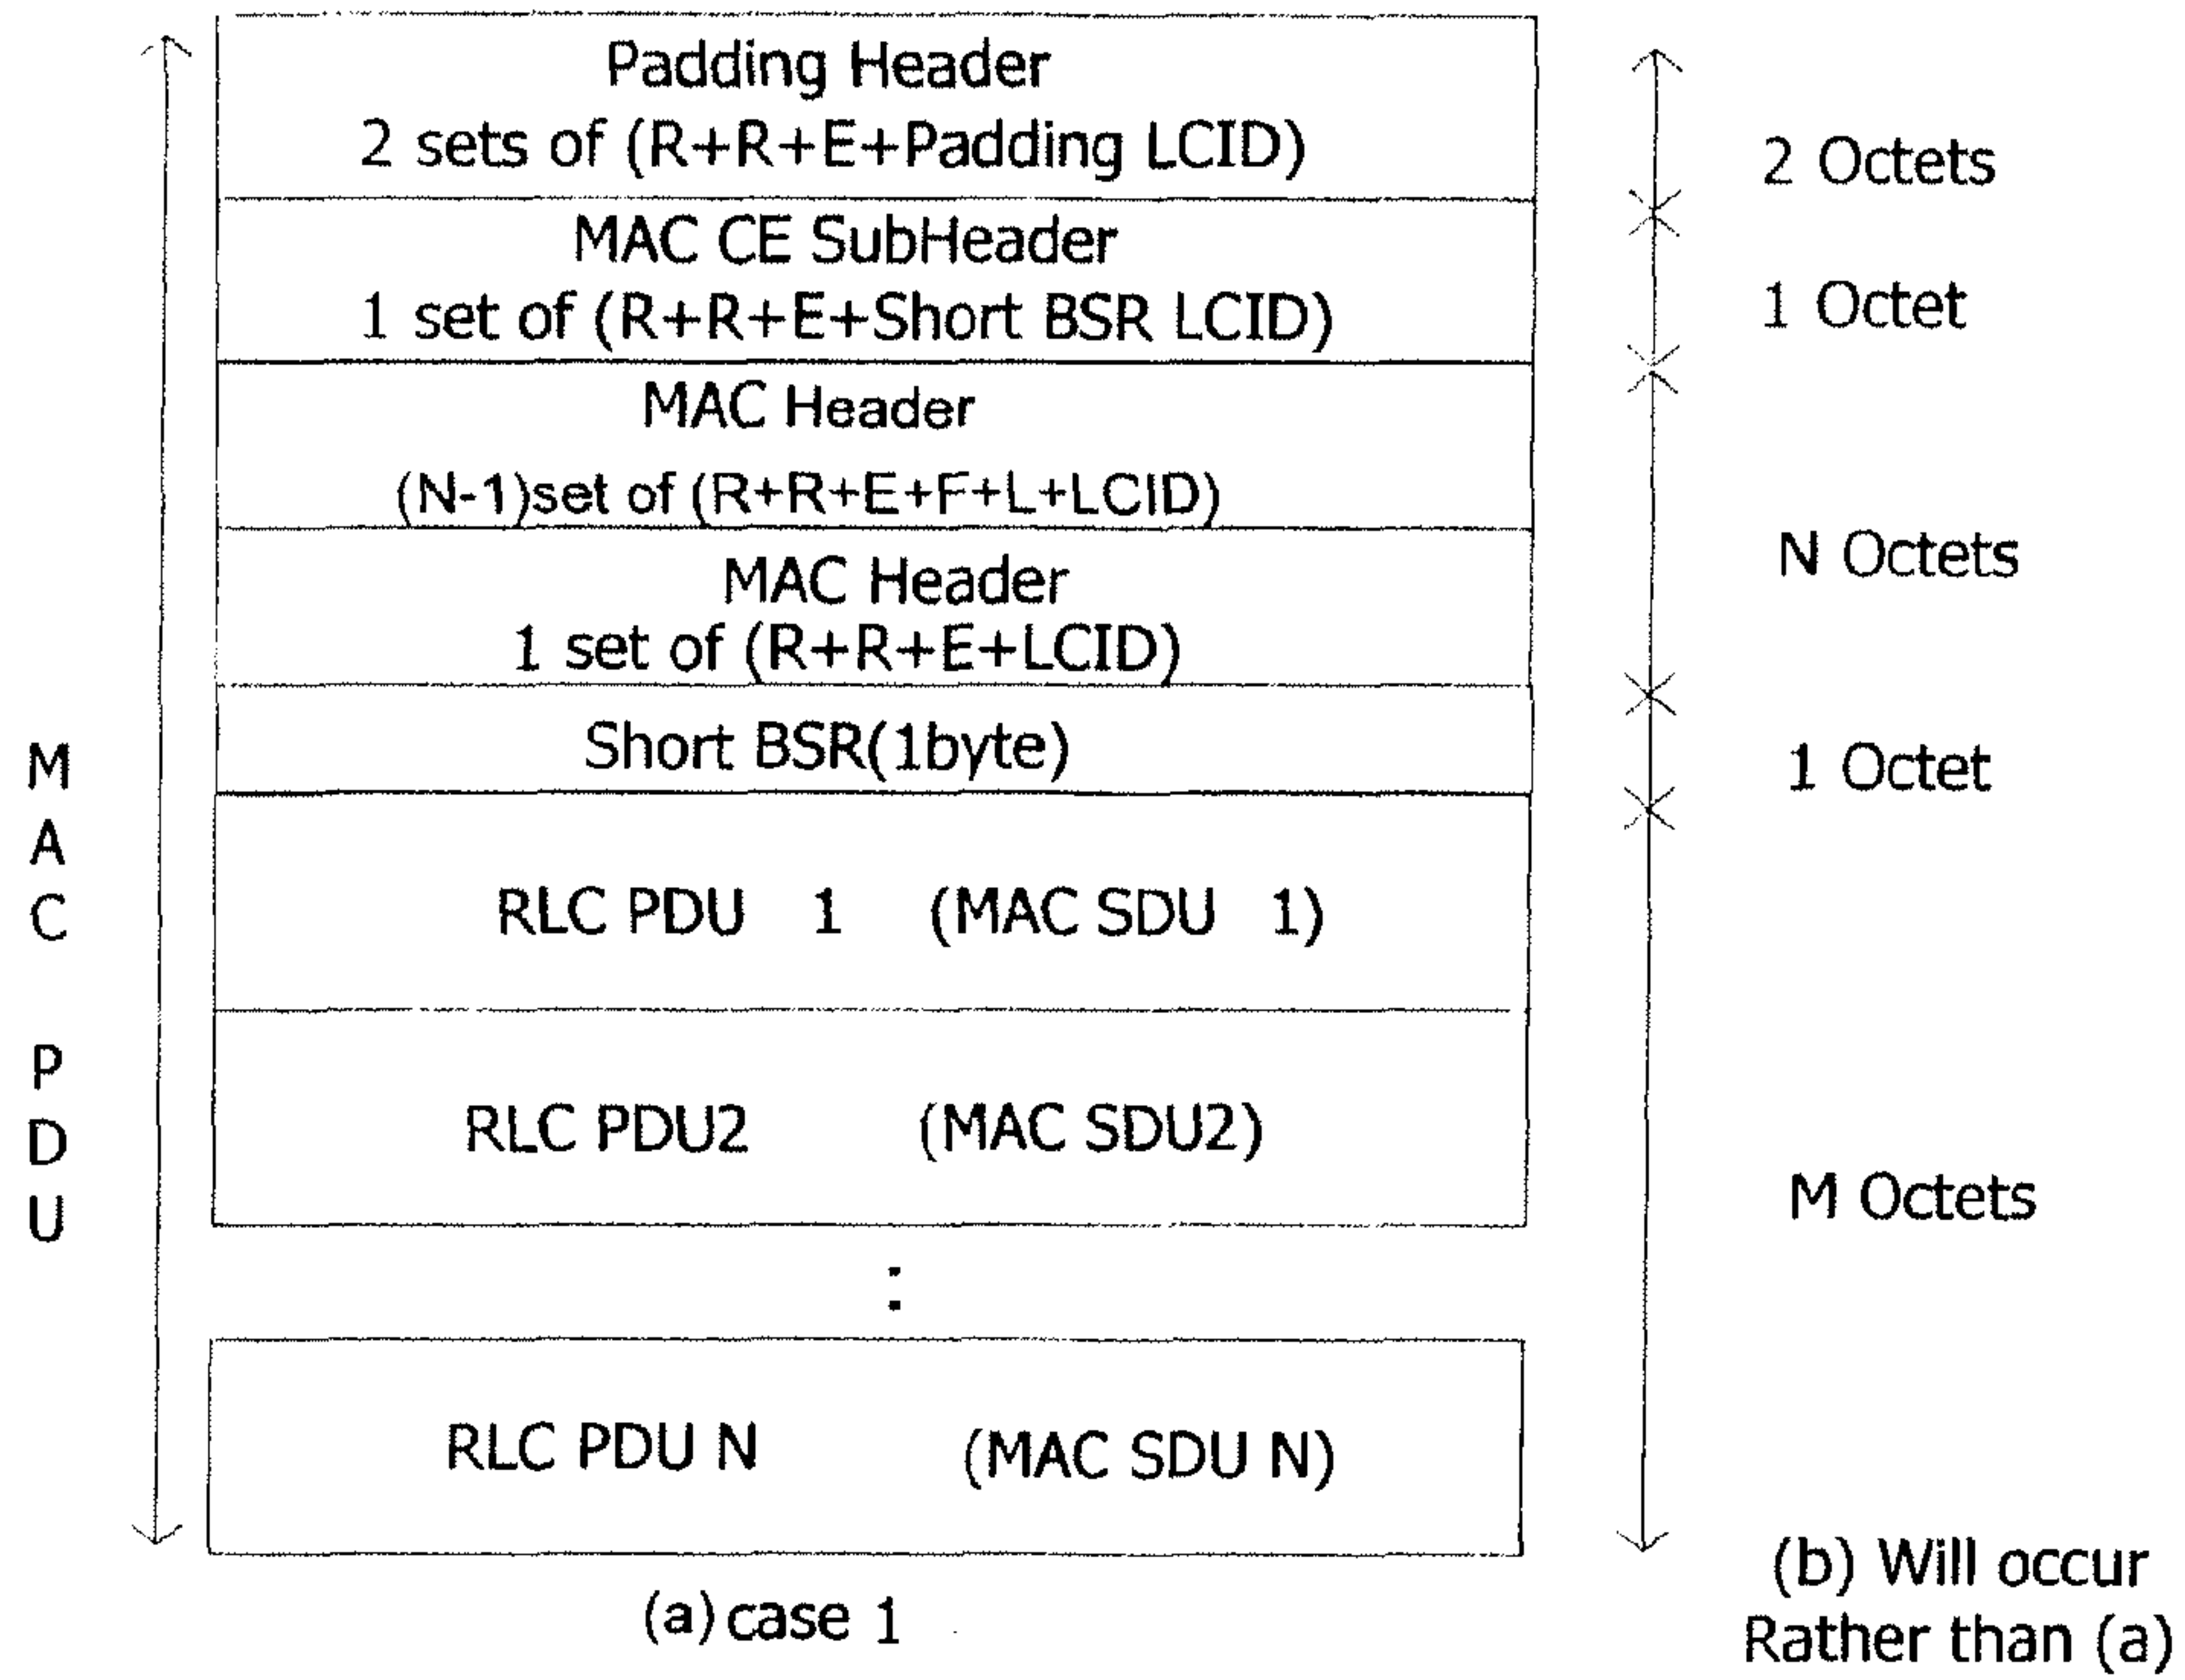 Padding Header
2 sets of (R+R+E+Padding LCID)
2 Octets
MAC CE SubHeader
1 set of (R+R+E+Short BSR LCID)
1 Octet
MAC Header
(N-1)set of (R+R+E+F+L+LCID)
N Octets
MAC Header
1 set of (R+R+E+LCID)
Short BSR(1byte)
1 Octet
MAC PDU
RLC PDU 1 (MAC SDU 1)
RLC PDU2 (MAC SDU2)
M Octets
:
RLC PDU N (MAC SDU N)
(a) case 1
(b) Will occur
Rather than (a)